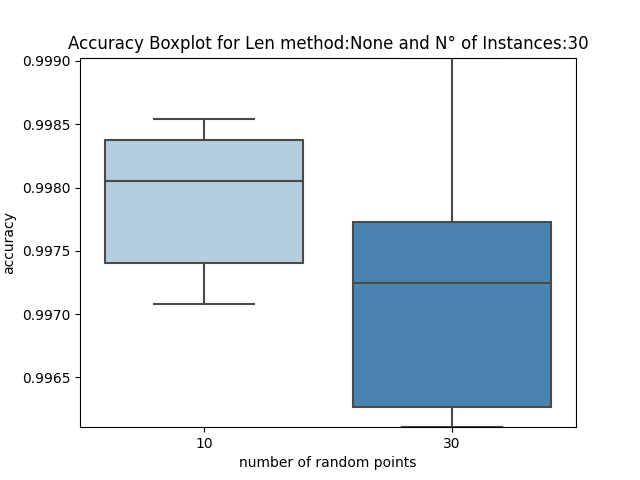 Accuracy Boxplot for Len method:None and N° of Instances:30
0.9990
0.9985
0.9980
0.9975
0.9970
0.9965
accuracy
10
30
number of random points